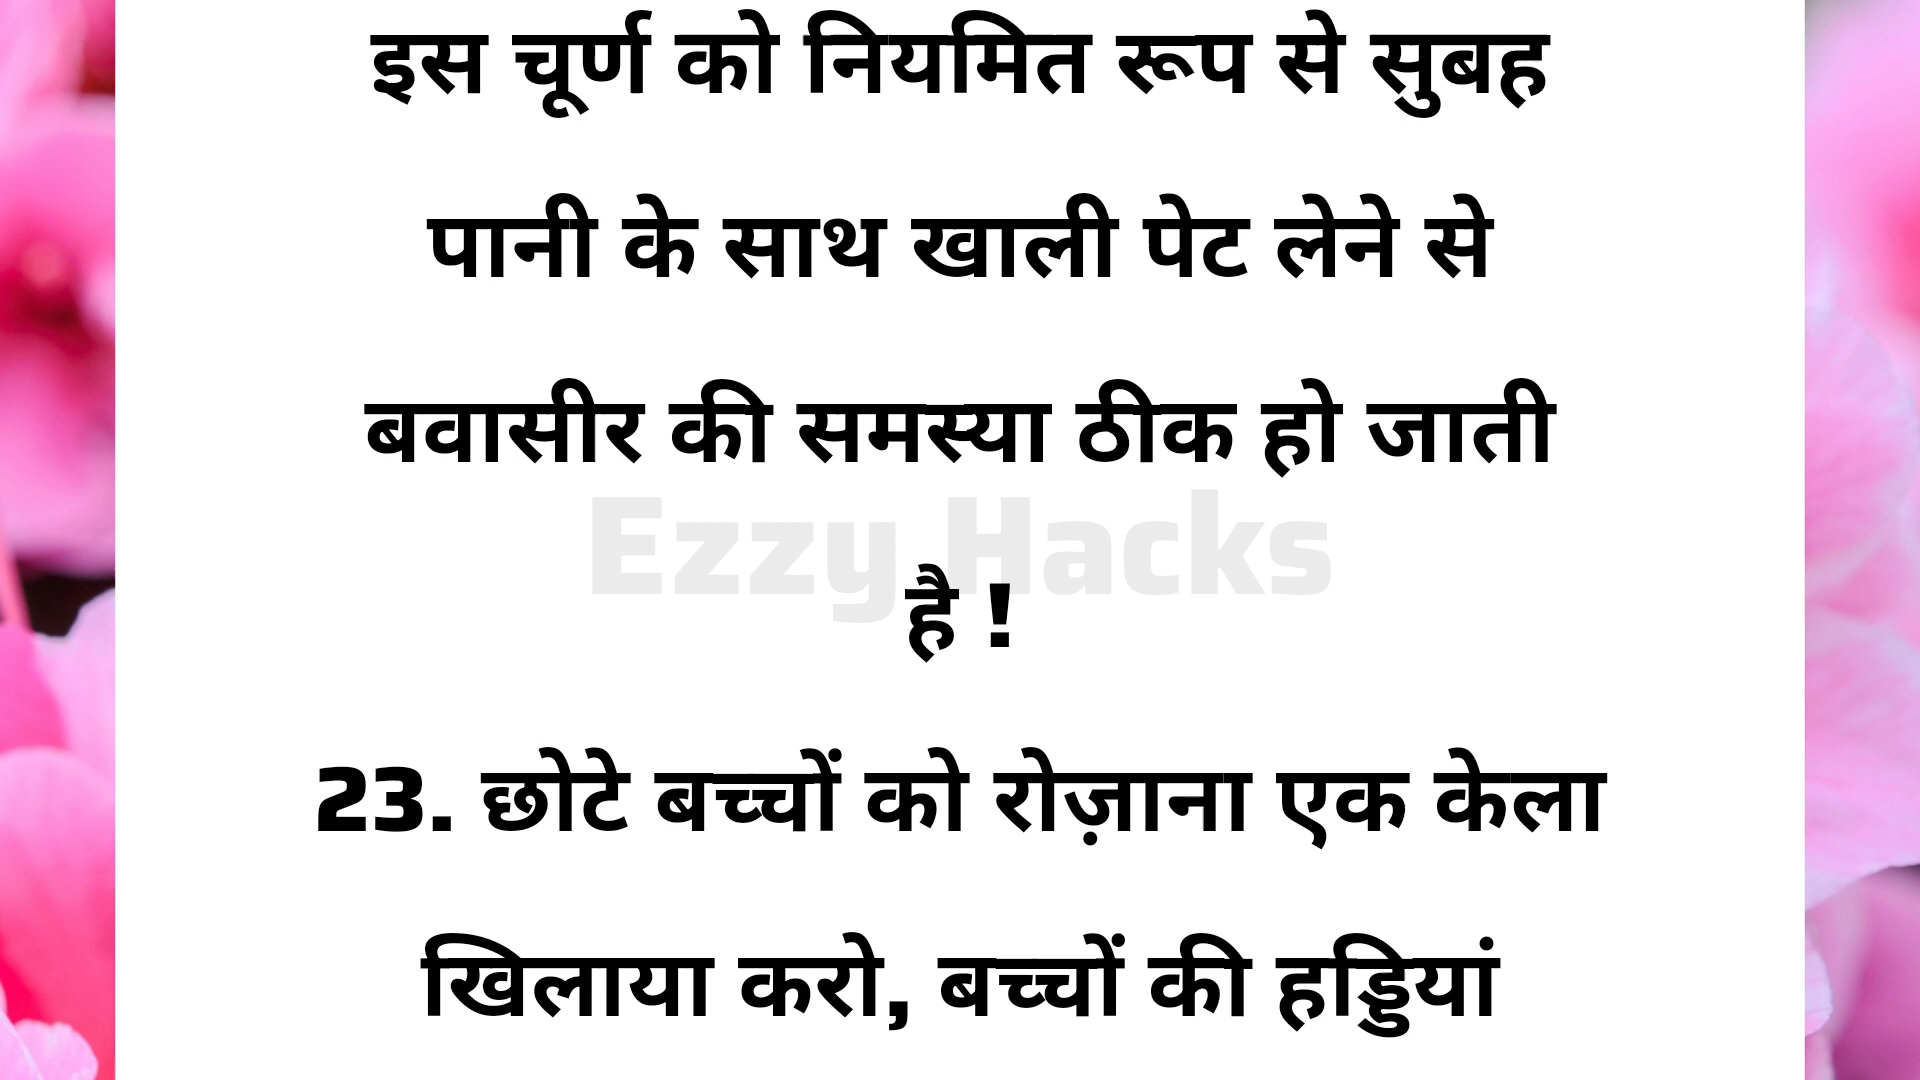 इस चूर्ण को नियमित रूप से सुबह
पानी के साथ खाली पेट लेने से
बवासीर की समस्या ठीक हो जाती
Ezzy Hacks
है !
23. छोटे बच्चों को रोज़ाना एक केला
खिलाया करो, बच्चों की हड्डियां